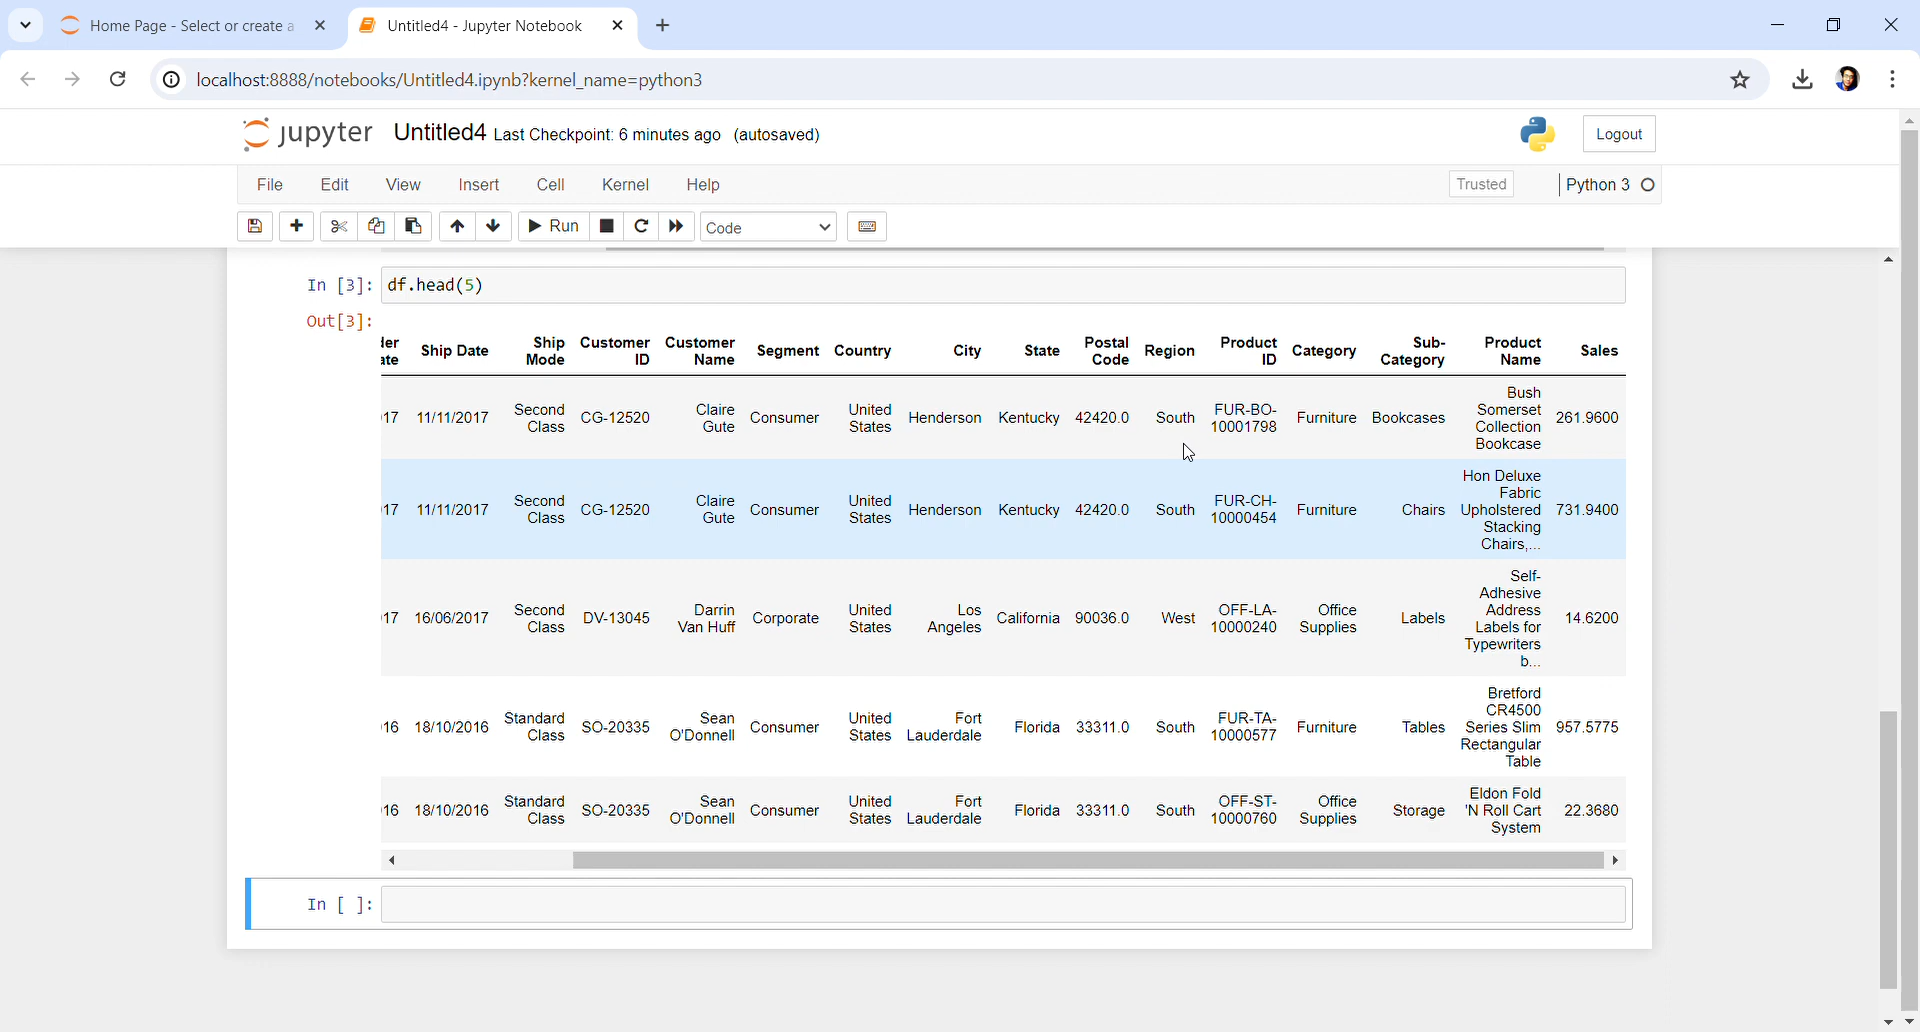 Home Page - Select or create a
Untitled4 - Jupyter Notebook
localhost:8888/notebooks/Untitled4.ipynb?kernel_name=python3
jupyter Untitled4 Last Checkpoint: 6 minutes ago (autosaved)
Logout
File Edit View Insert Cell Kernel Help
Trusted
Python 3
Run
Code
In [3]: df.head(5)
Out[3]:
der ate Ship Date Ship Mode Customer ID Customer Name Segment Country City State Postal Code Region Product ID Category Sub-Category Product Name Sales
17 11/11/2017 Second Class CG-12520 Claire Gute Consumer United States Henderson Kentucky 42420.0 South FUR-BO-10001798 Furniture Bookcases Bush Somerset Collection Bookcase 261.9600
17 11/11/2017 Second Class CG-12520 Claire Gute Consumer United States Henderson Kentucky 42420.0 South FUR-CH-10000454 Furniture Chairs Hon Deluxe Fabric Upholstered Stacking Chairs,... 731.9400
17 16/06/2017 Second Class DV-13045 Darrin Van Huff Corporate United States Los Angeles California 90036.0 West OFF-LA-10000240 Office Supplies Labels Self-Adhesive Address Labels for Typewriters b... 14.6200
16 18/10/2016 Standard Class SO-20335 Sean O'Donnell Consumer United States Fort Lauderdale Florida 33311.0 South FUR-TA-10000577 Furniture Tables Bretford CR4500 Series Slim Rectangular Table 957.5775
16 18/10/2016 Standard Class SO-20335 Sean O'Donnell Consumer United States Fort Lauderdale Florida 33311.0 South OFF-ST-10000760 Office Supplies Storage Eldon Fold 'N Roll Cart System 22.3680
In [ ]: